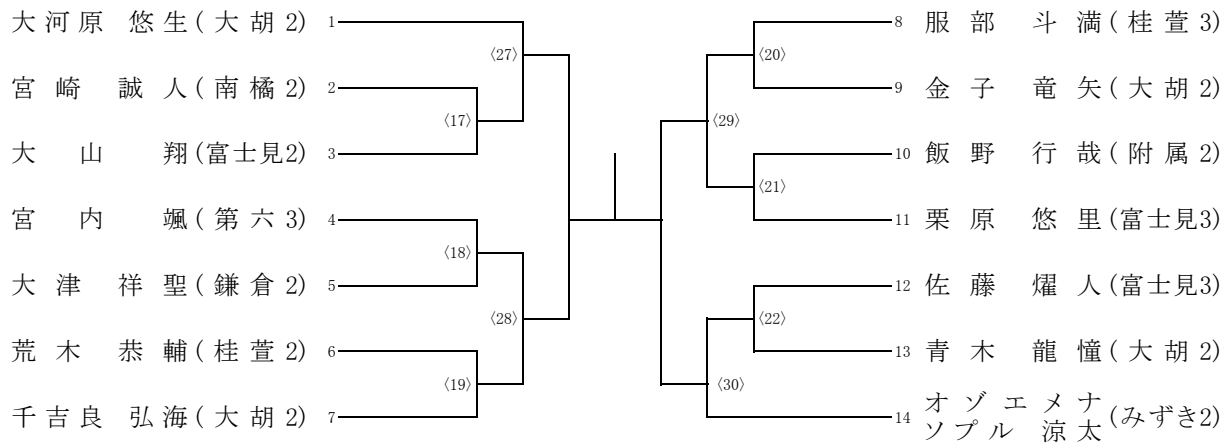 大河原 悠生(大胡2) 1
〈27〉
宮崎 誠人(南橘2) 2
〈17〉
大山 翔(富士見2) 3
宮内 颯(第六3) 4
〈18〉
大津 祥聖(鎌倉2) 5
〈28〉
荒木 恭輔(桂萱2) 6
〈19〉
千吉良 弘海(大胡2) 7
8 服部 斗満(桂萱3)
〈20〉
9 金子 竜矢(大胡2)
〈29〉
10 飯野 行哉(附属2)
〈21〉
11 栗原 悠里(富士見3)
12 佐藤 燿人(富士見3)
〈22〉
13 青木 龍憧(大胡2)
〈30〉
14 オゾエメナ
ソプル 涼太(みずき2)